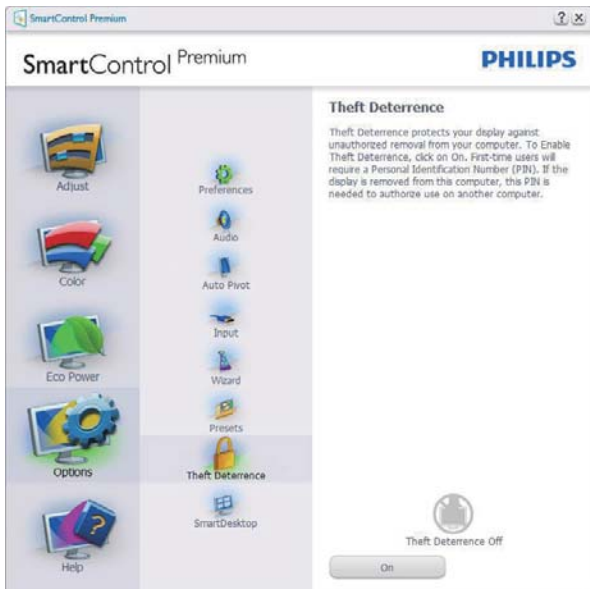 SmartControl Premium
SmartControl Premium
PHILIPS
Adjust
Color
Eco Power
Options
Help
Preferences
Audio
Auto Pivot
Input
Wizard
Presets
Theft Deterrence
SmartDesktop
Theft Deterrence
Theft Deterrence protects your display against
unauthorized removal from your computer. To Enable
Theft Deterrence, click on On. First-time users will
require a Personal Identification Number (PIN). If the
display is removed from this computer, this PIN is
needed to authorize use on another computer.
Theft Deterrence Off
On